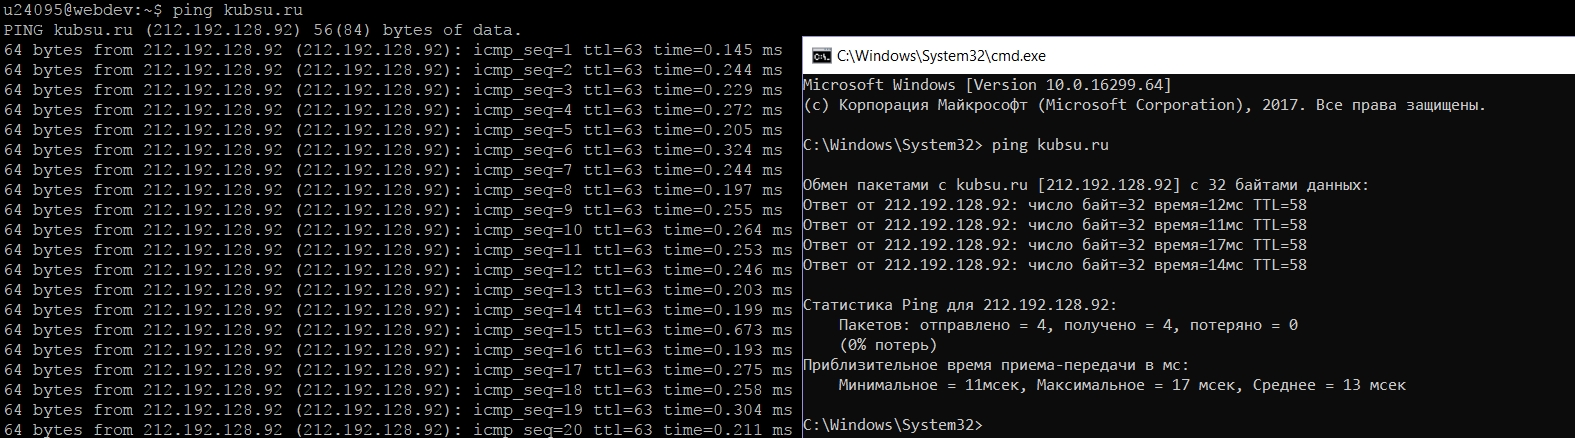 u24095@webdev:~$ ping kubsu.ru
PING kubsu.ru (212.192.128.92) 56(84) bytes of data.
64 bytes from 212.192.128.92 (212.192.128.92): icmp_seq=1 ttl=63 time=0.145 ms
64 bytes from 212.192.128.92 (212.192.128.92): icmp_seq=2 ttl=63 time=0.244 ms
64 bytes from 212.192.128.92 (212.192.128.92): icmp_seq=3 ttl=63 time=0.229 ms
64 bytes from 212.192.128.92 (212.192.128.92): icmp_seq=4 ttl=63 time=0.272 ms
64 bytes from 212.192.128.92 (212.192.128.92): icmp_seq=5 ttl=63 time=0.205 ms
64 bytes from 212.192.128.92 (212.192.128.92): icmp_seq=6 ttl=63 time=0.324 ms
64 bytes from 212.192.128.92 (212.192.128.92): icmp_seq=7 ttl=63 time=0.244 ms
64 bytes from 212.192.128.92 (212.192.128.92): icmp_seq=8 ttl=63 time=0.197 ms
64 bytes from 212.192.128.92 (212.192.128.92): icmp_seq=9 ttl=63 time=0.255 ms
64 bytes from 212.192.128.92 (212.192.128.92): icmp_seq=10 ttl=63 time=0.264 ms
64 bytes from 212.192.128.92 (212.192.128.92): icmp_seq=11 ttl=63 time=0.253 ms
64 bytes from 212.192.128.92 (212.192.128.92): icmp_seq=12 ttl=63 time=0.246 ms
64 bytes from 212.192.128.92 (212.192.128.92): icmp_seq=13 ttl=63 time=0.203 ms
64 bytes from 212.192.128.92 (212.192.128.92): icmp_seq=14 ttl=63 time=0.199 ms
64 bytes from 212.192.128.92 (212.192.128.92): icmp_seq=15 ttl=63 time=0.673 ms
64 bytes from 212.192.128.92 (212.192.128.92): icmp_seq=16 ttl=63 time=0.193 ms
64 bytes from 212.192.128.92 (212.192.128.92): icmp_seq=17 ttl=63 time=0.275 ms
64 bytes from 212.192.128.92 (212.192.128.92): icmp_seq=18 ttl=63 time=0.258 ms
64 bytes from 212.192.128.92 (212.192.128.92): icmp_seq=19 ttl=63 time=0.304 ms
64 bytes from 212.192.128.92 (212.192.128.92): icmp_seq=20 ttl=63 time=0.211 ms
C:\Windows\System32\cmd.exe
Microsoft Windows [Version 10.0.16299.64]
(c) Корпорация Майкрософт (Microsoft Corporation), 2017. Все права защищены.
C:\Windows\System32> ping kubsu.ru
Обмен пакетами с kubsu.ru [212.192.128.92] с 32 байтами данных:
Ответ от 212.192.128.92: число байт=32 время=12мс TTL=58
Ответ от 212.192.128.92: число байт=32 время=11мс TTL=58
Ответ от 212.192.128.92: число байт=32 время=17мс TTL=58
Ответ от 212.192.128.92: число байт=32 время=14мс TTL=58
Статистика Ping для 212.192.128.92:
Пакетов: отправлено = 4, получено = 4, потеряно = 0
(0% потерь)
Приблизительное время приема-передачи в мс:
Минимальное = 11мсек, Максимальное = 17 мсек, Среднее = 13 мсек
C:\Windows\System32>